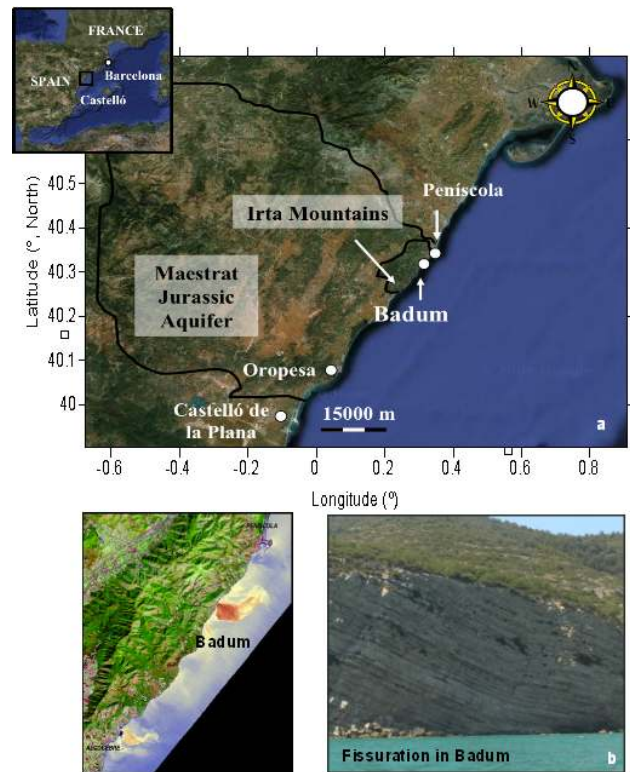 FRANCE
SPAIN
Barcelona
Castelló
N
W
E
S
Latitude (º, North)
40.5
40.4
40.3
40.2
40.1
40
Peníscola
Irta Mountains
Maestrat
Jurassic
Aquifer
Badum
Oropesa
Castelló de
la Plana
15000 m
a
-0.6
-0.4
-0.2
0
0.2
0.4
0.6
0.8
Longitude (º)
PENÍSCOLA
Badum
Fissuration in Badum
b